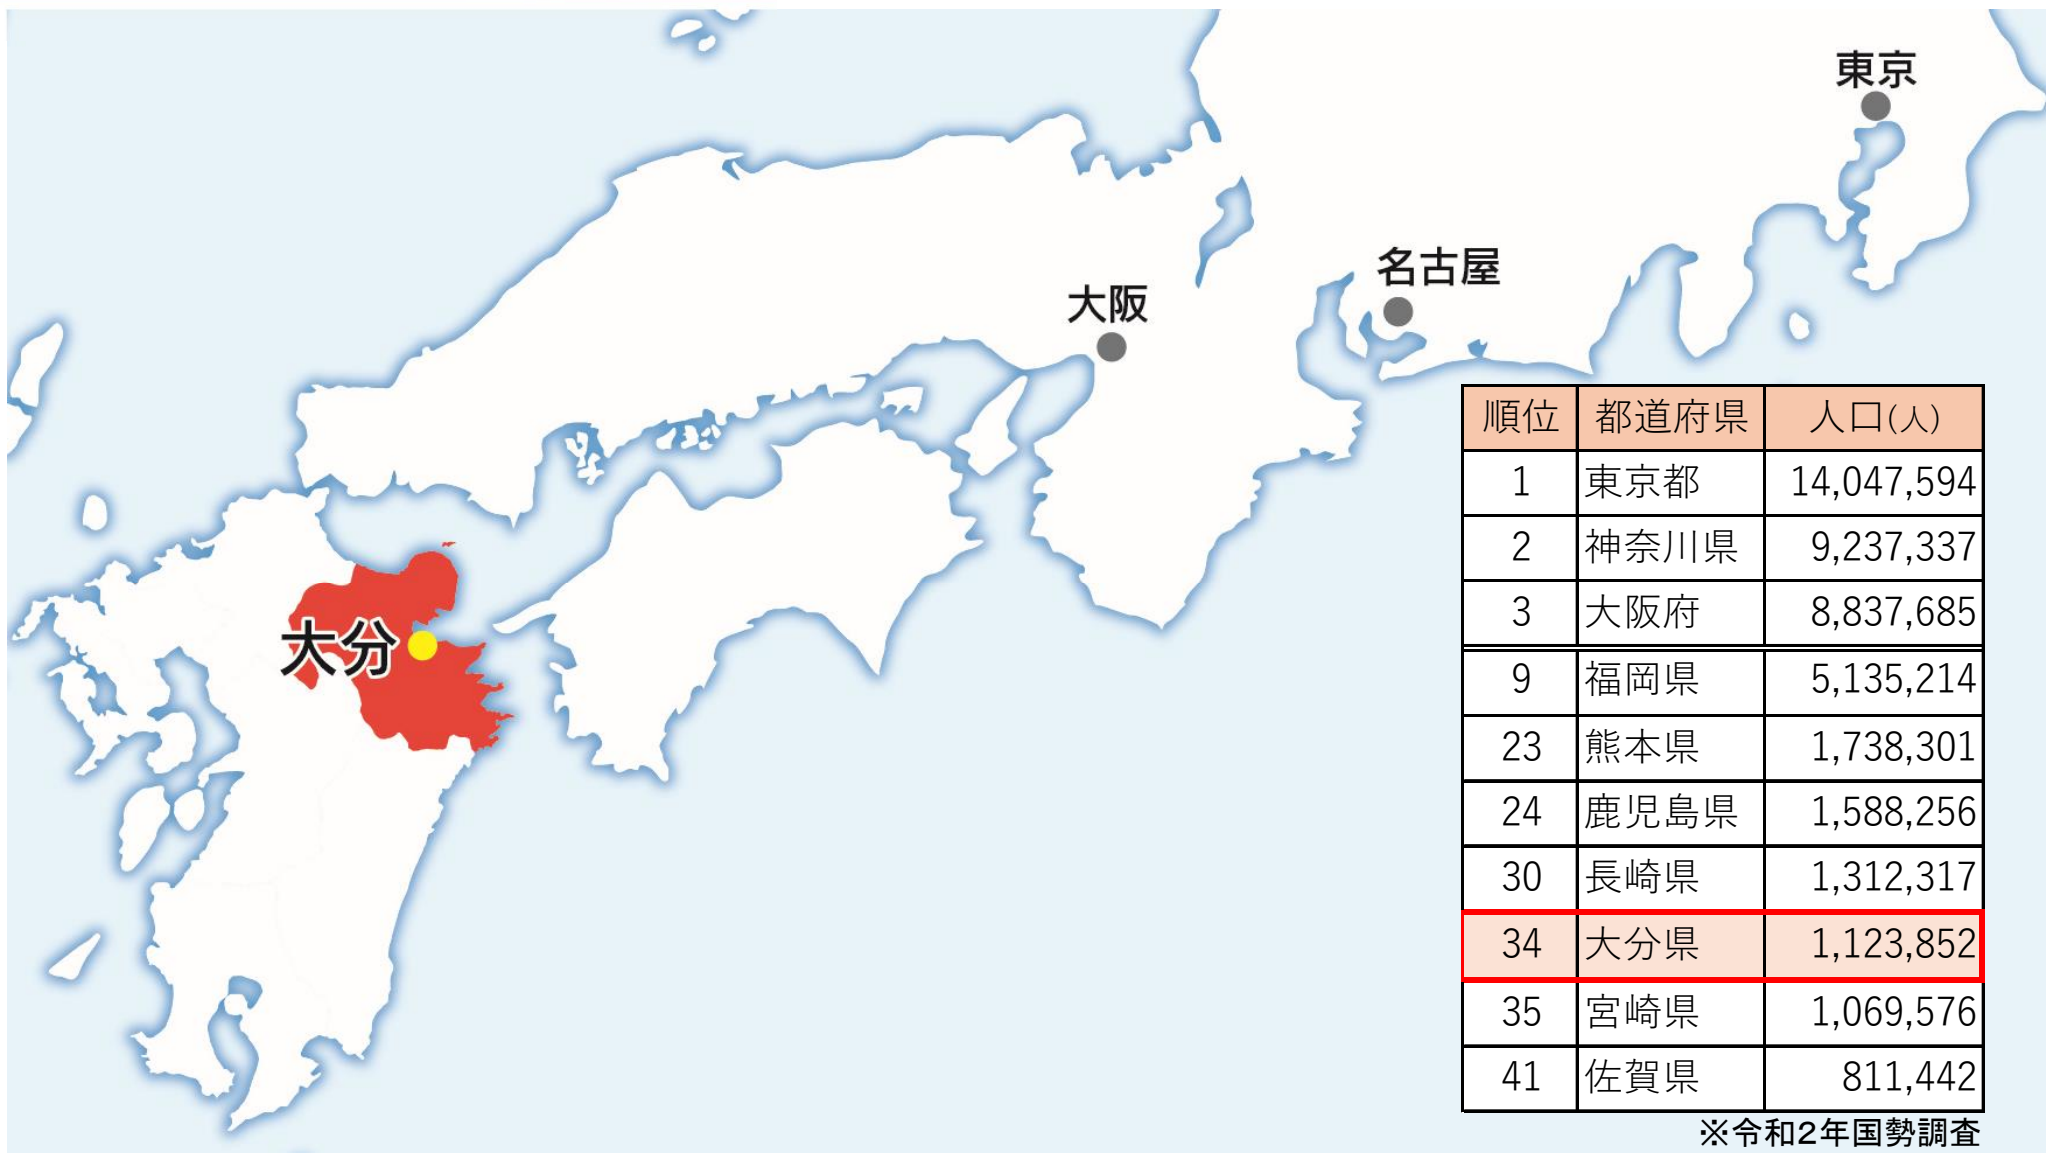 東京
名古屋
大阪
大分
順位 都道府県 人口(人)
1 東京都 14,047,594
2 神奈川県 9,237,337
3 大阪府 8,837,685
9 福岡県 5,135,214
23 熊本県 1,738,301
24 鹿児島県 1,588,256
30 長崎県 1,312,317
34 大分県 1,123,852
35 宮崎県 1,069,576
41 佐賀県 811,442
※令和2年国勢調査